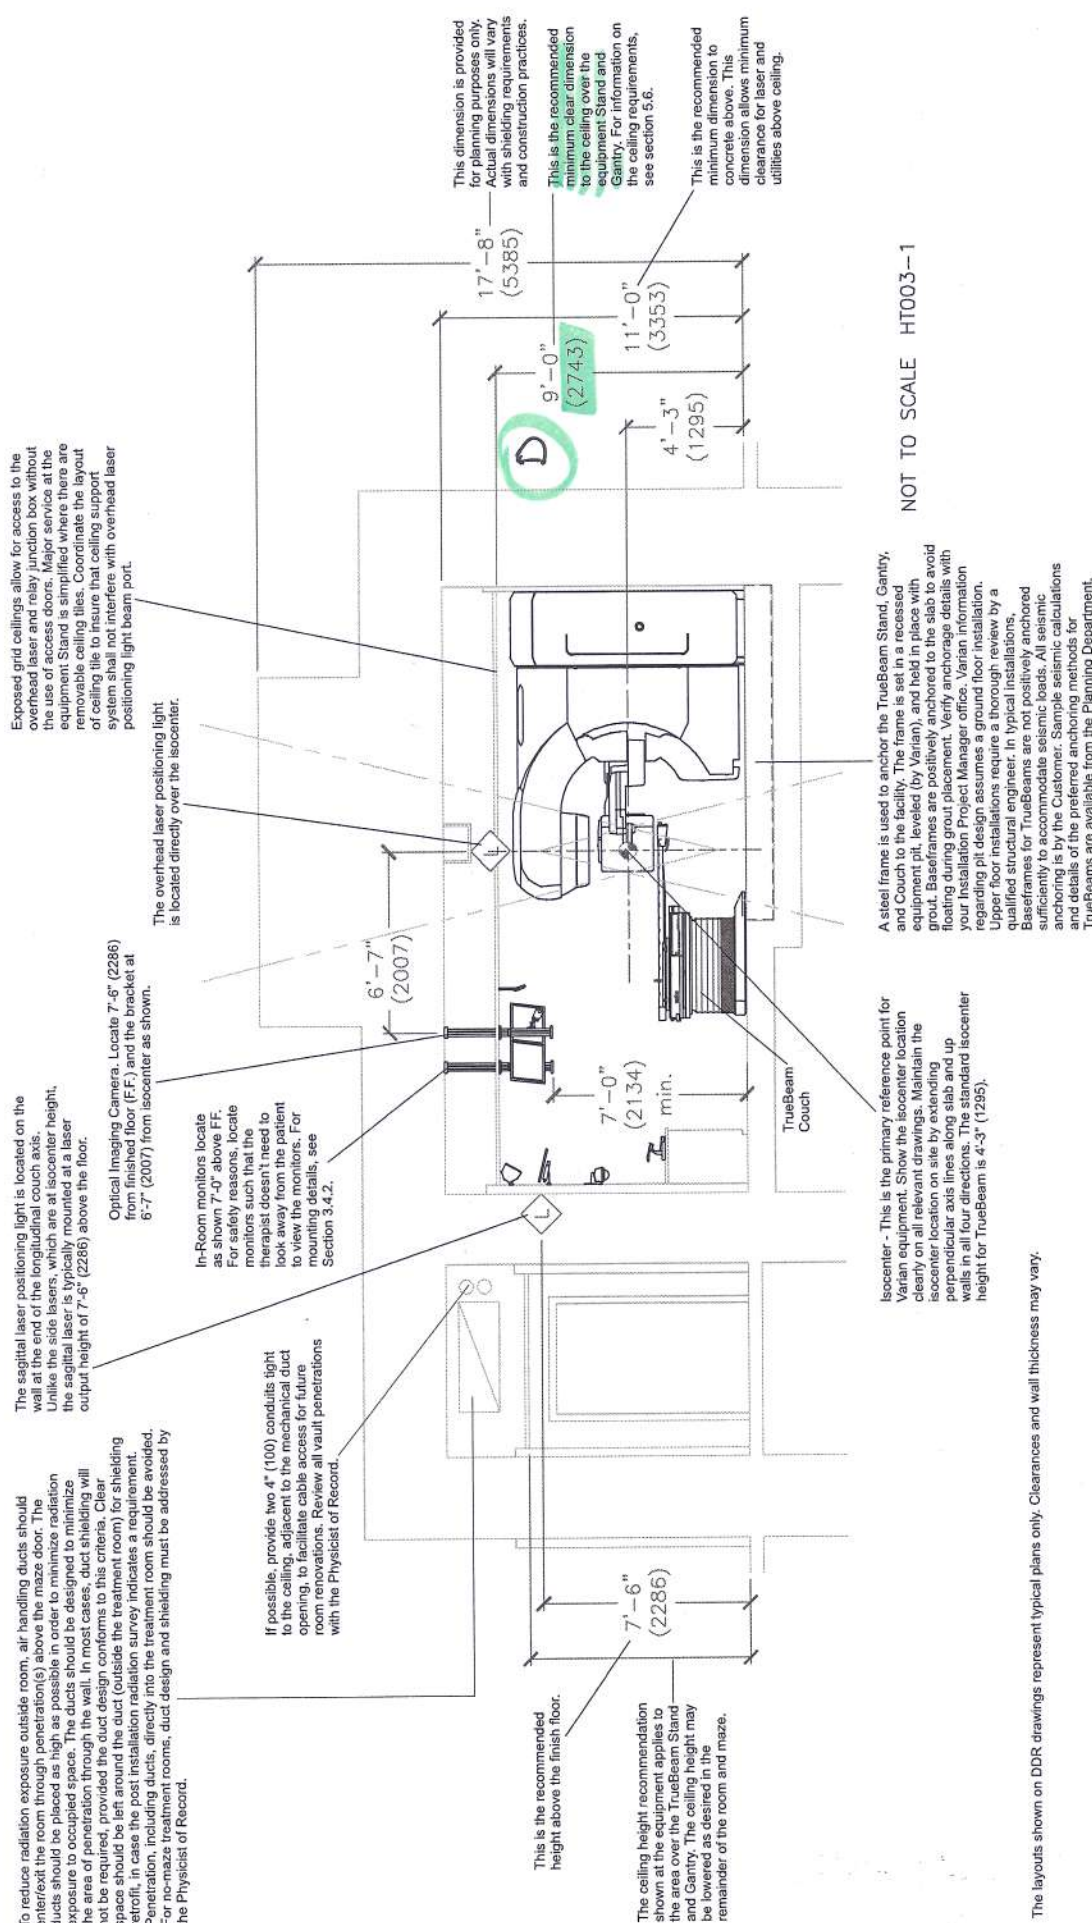 To reduce radiation exposure outside room, air handling ducts should
enter/exit the room through penetration(s) above the maze door. The
ducts should be placed as high as possible in order to minimize radiation
exposure to occupied space. The ducts should be designed to minimize
the area of penetration through the wall. In most cases, duct shielding will
not be required, provided the duct design conforms to this criteria. Clear
space should be left around the duct (outside the treatment room) for shielding
retrofit, in case the post installation radiation survey indicates a requirement.
Penetration, including ducts, directly into the treatment room should be avoided.
For no-maze treatment rooms, duct design and shielding must be addressed by
the Physicist of Record.
The sagittal laser positioning light is located on the
wall at the end of the longitudinal couch axis.
Unlike the side lasers, which are at isocenter height,
the sagittal laser is typically mounted at a laser
output height of 7'-6" (2286) above the floor.
Optical Imaging Camera. Locate 7'-6" (2286)
from finished floor (F.F.) and the bracket at
6'-7" (2007) from isocenter as shown.
The overhead laser positioning light
is located directly over the isocenter.
Exposed grid ceilings allow for access to the
overhead laser and relay junction box without
the use of access doors. Major service at the
equipment Stand is simplified where there are
removable ceiling tiles. Coordinate the layout
of ceiling tile to insure that ceiling support
system shall not interfere with overhead laser
positioning light beam port.
In-Room monitors locate
as shown 7'-0" above FF.
For safety reasons, locate
monitors such that the
therapist doesn't need to
look away from the patient
to view the monitors. For
mounting details, see
Section 3.4.2.
If possible, provide two 4" (100) conduits tight
to the ceiling, adjacent to the mechanical duct
opening, to facilitate cable access for future
room renovations. Review all vault penetrations
with the Physicist of Record.
This dimension is provided
for planning purposes only.
Actual dimensions will vary
with shielding requirements
and construction practices.
This is the recommended
minimum clear dimension
to the ceiling over the
equipment Stand and
Gantry. For information on
the ceiling requirements,
see section 5.6.
This is the recommended
minimum dimension to
concrete above. This
dimension allows minimum
clearance for laser and
utilities above ceiling.
17'-8"
(5385)
9'-0"
(2743)
11'-0"
(3353)
D
4'-3"
(1295)
6'-7"
(2007)
L
L
7'-0"
(2134)
min.
7'-6"
(2286)
This is the recommended
height above the finish floor.
The ceiling height recommendation
shown at the equipment applies to
the area over the TrueBeam Stand
and Gantry. The ceiling height may
be lowered as desired in the
remainder of the room and maze.
TrueBeam
Couch
Isocenter - This is the primary reference point for
Varian equipment. Show the isocenter location
clearly on all relevant drawings. Maintain the
isocenter location on site by extending
perpendicular axis lines along slab and up
walls in all four directions. The standard isocenter
height for TrueBeam is 4'-3" (1295).
A steel frame is used to anchor the TrueBeam Stand, Gantry,
and Couch to the facility. The frame is set in a recessed
equipment pit, leveled (by Varian), and held in place with
grout. Baseframes are positively anchored to the slab to avoid
floating during grout placement. Verify anchorage details with
your Installation Project Manager office. Varian information
regarding pit design assumes a ground floor installation.
Upper floor installations require a thorough review by a
qualified structural engineer. In typical installations,
Baseframes for TrueBeams are not positively anchored
sufficiently to accommodate seismic loads. All seismic
anchoring is by the Customer. Sample seismic calculations
and details of the preferred anchoring methods for
TrueBeams are available from the Planning Department.
NOT TO SCALE HT003-1
The layouts shown on DDR drawings represent typical plans only. Clearances and wall thickness may vary.